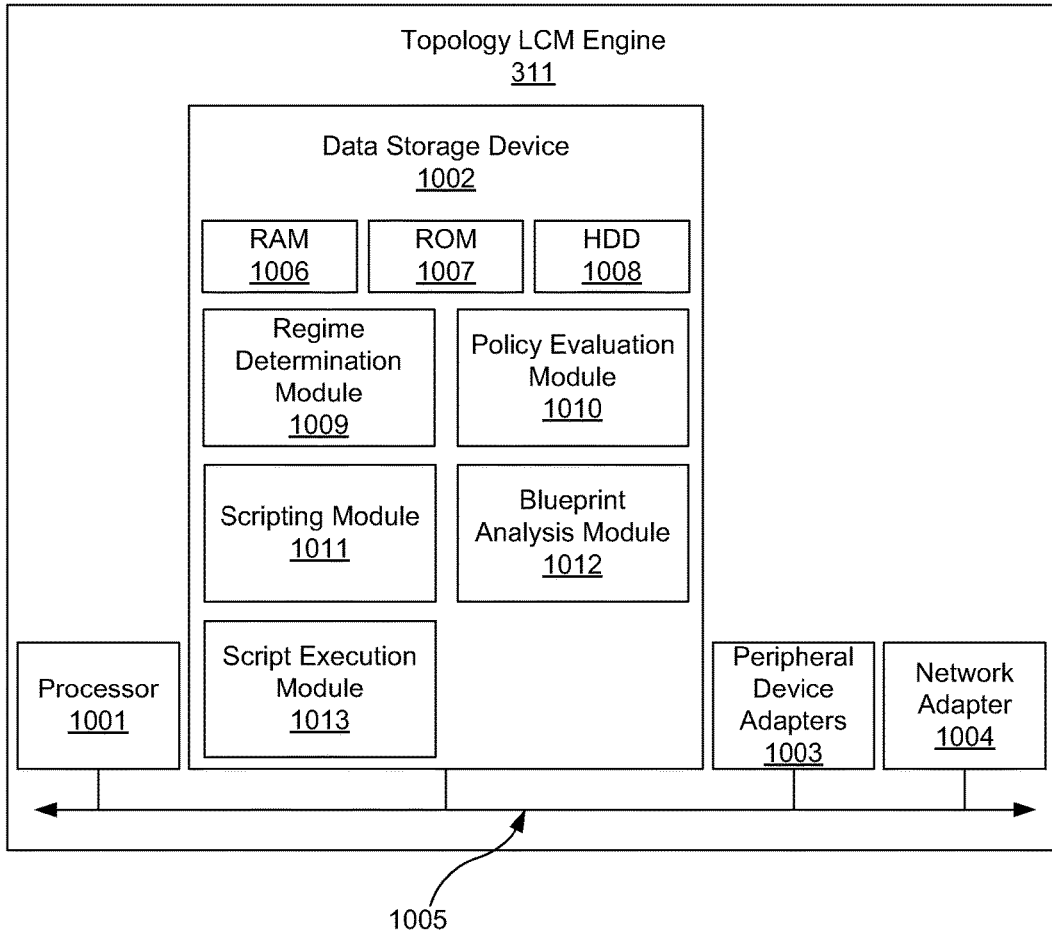 Topology LCM Engine
311
Data Storage Device
1002
RAM
1006
ROM
1007
HDD
1008
Regime
Determination
Module
1009
Policy Evaluation
Module
1010
Scripting Module
1011
Blueprint
Analysis Module
1012
Script Execution
Module
1013
Processor
1001
Peripheral
Device
Adapters
1003
Network
Adapter
1004
1005